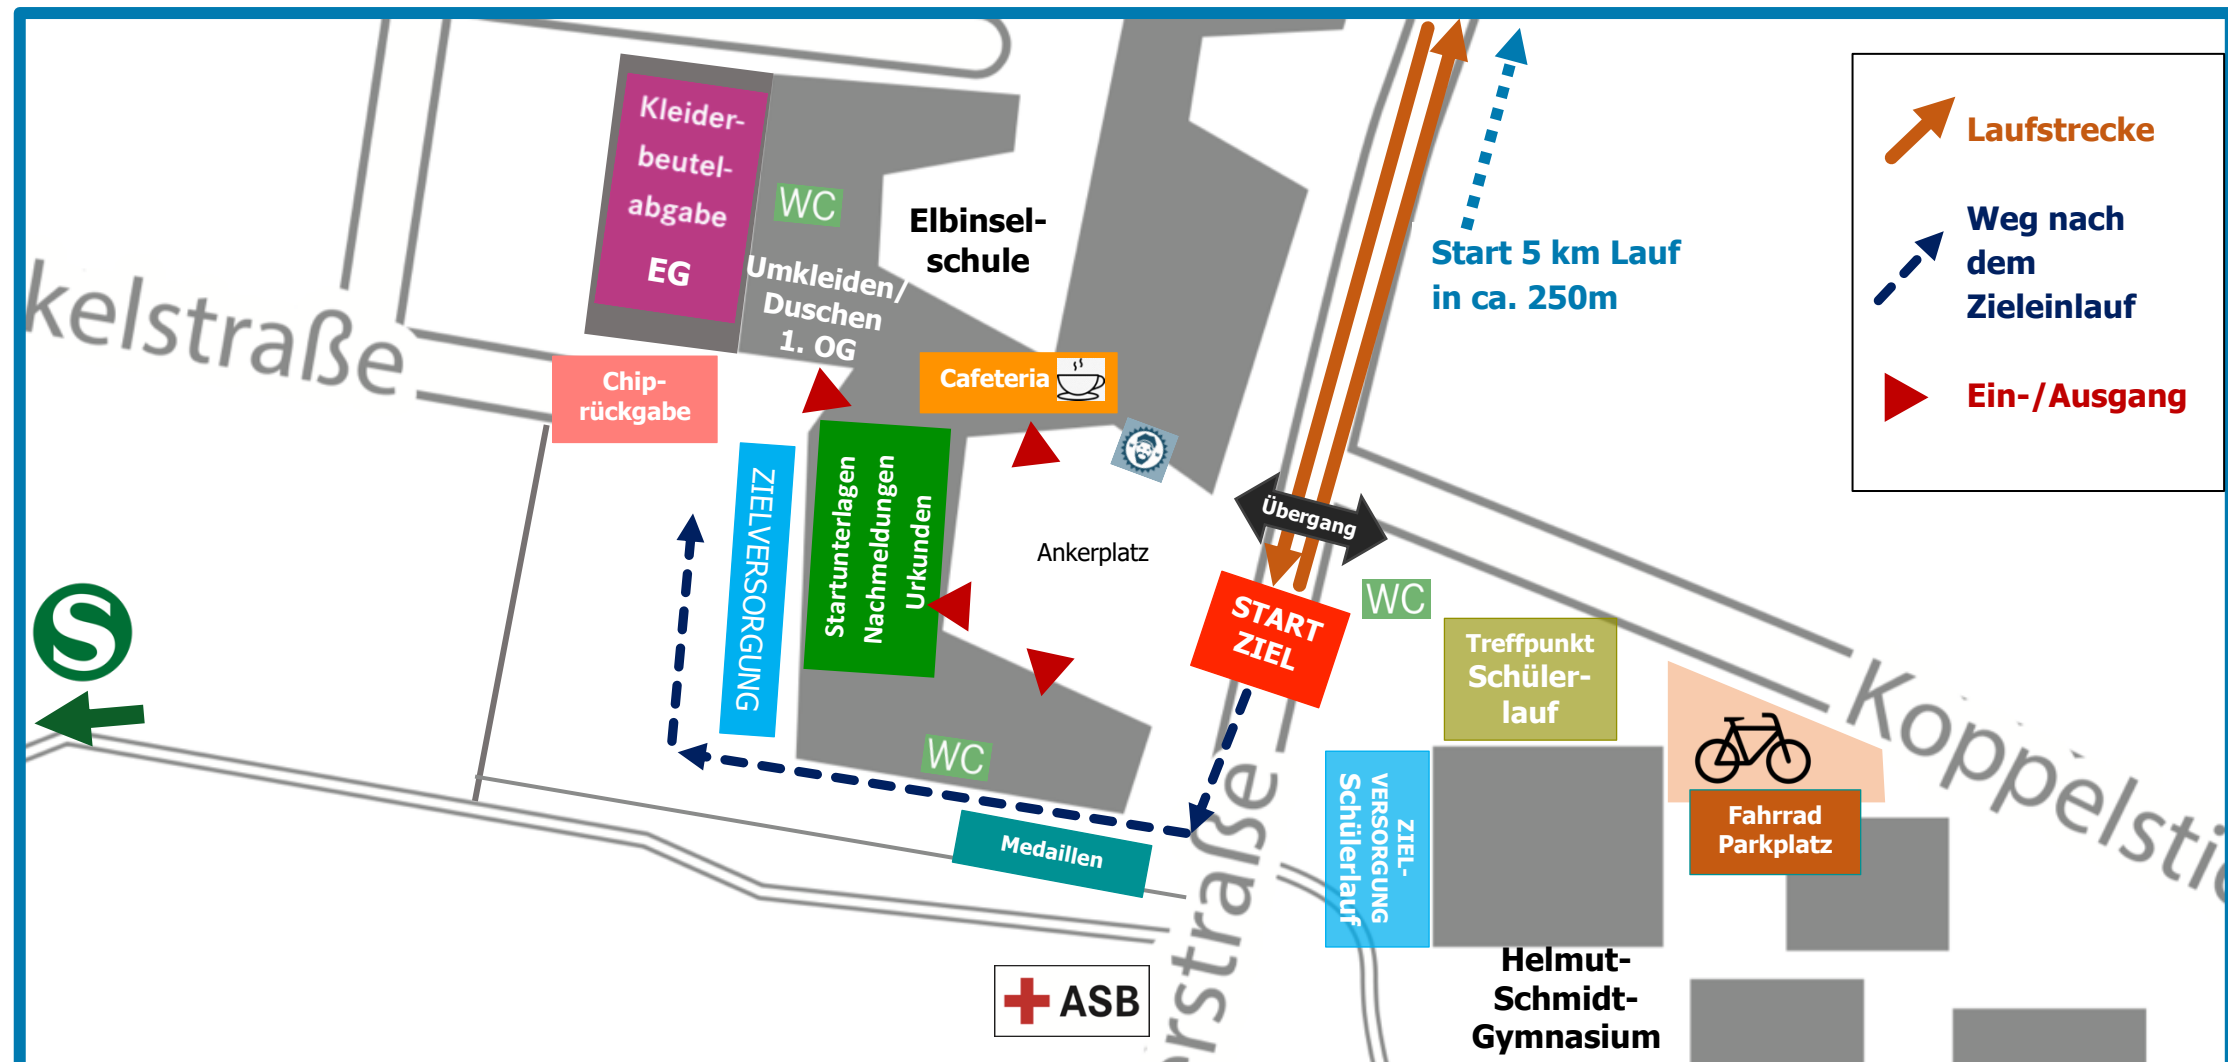 Kleider-
beutel-
abgabe
EG
WC
Umkleiden/
Duschen
1. OG
Elbinsel-
schule
Cafeteria
Chip-
rückgabe
kelstraße
ZIELVERSORGUNG
Startunterlagen
Nachmeldungen
Urkunden
Ankerplatz
Übergang
START
ZIEL
WC
Start 5 km Lauf
in ca. 250m
Laufstrecke
Weg nach
dem
Zieleinlauf
Ein-/Ausgang
Treffpunkt
Schüler-
lauf
Koppelstie
Fahrrad
Parkplatz
ZIEL-
VERSORGUNG
Schülerlauf
Helmut-
Schmidt-
Gymnasium
S
WC
Medaillen
ASB
erstraße